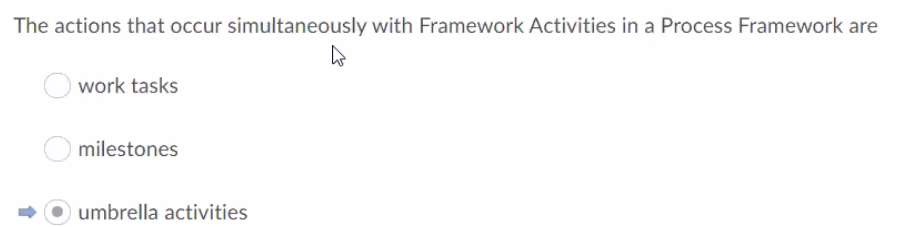 The actions that occur simultaneously with Framework Activities in a Process Framework are
work tasks
milestones
umbrella activities